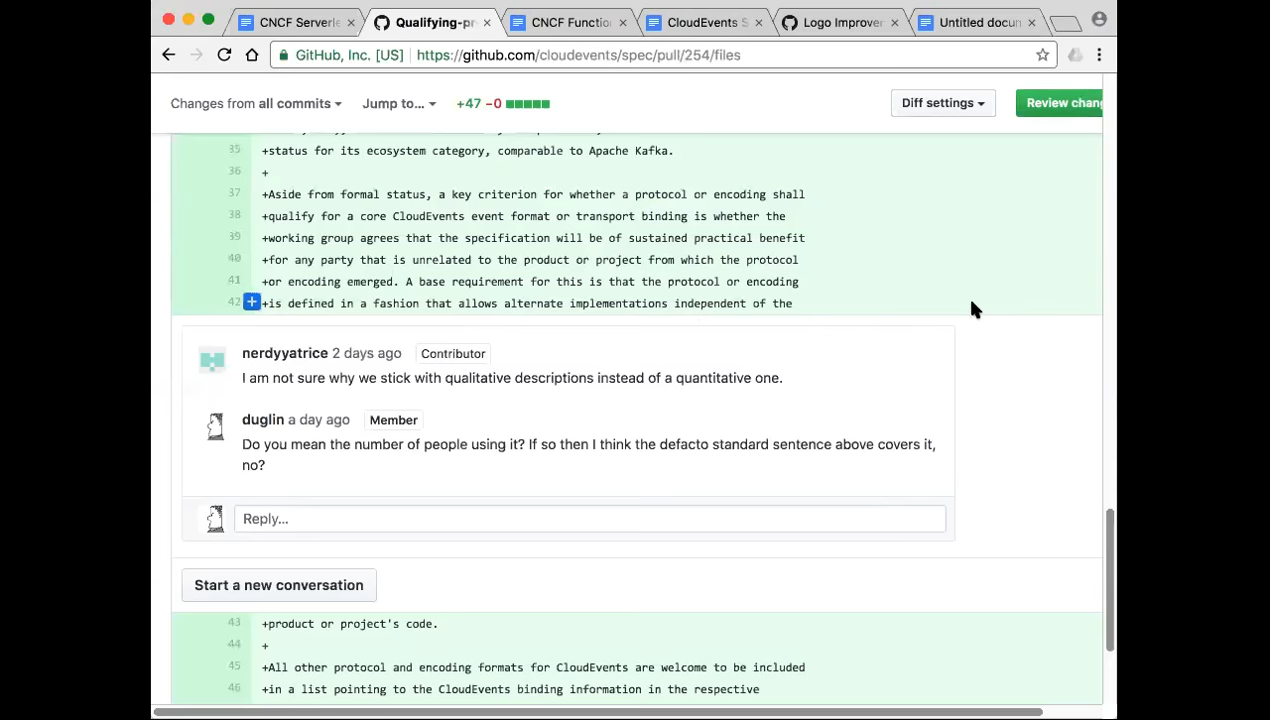 CNCF Serverle
Qualifying-pr
CNCF Functio
CloudEvents S
Logo Improver
Untitled docun
GitHub, Inc. [US]
https://github.com/cloudevents/spec/pull/254/files
Changes from all commits
Jump to...
+47 −0
Diff settings
Review chang
35 +status for its ecosystem category, comparable to Apache Kafka.
36 +
37 +Aside from formal status, a key criterion for whether a protocol or encoding shall
38 +qualify for a core CloudEvents event format or transport binding is whether the
39 +working group agrees that the specification will be of sustained practical benefit
40 +for any party that is unrelated to the product or project from which the protocol
41 +or encoding emerged. A base requirement for this is that the protocol or encoding
42 +is defined in a fashion that allows alternate implementations independent of the
nerdyyatrice 2 days ago Contributor
I am not sure why we stick with qualitative descriptions instead of a quantitative one.
duglin a day ago Member
Do you mean the number of people using it? If so then I think the defacto standard sentence above covers it,
no?
Reply...
Start a new conversation
43 +product or project's code.
44 +
45 +All other protocol and encoding formats for CloudEvents are welcome to be included
46 +in a list pointing to the CloudEvents binding information in the respective